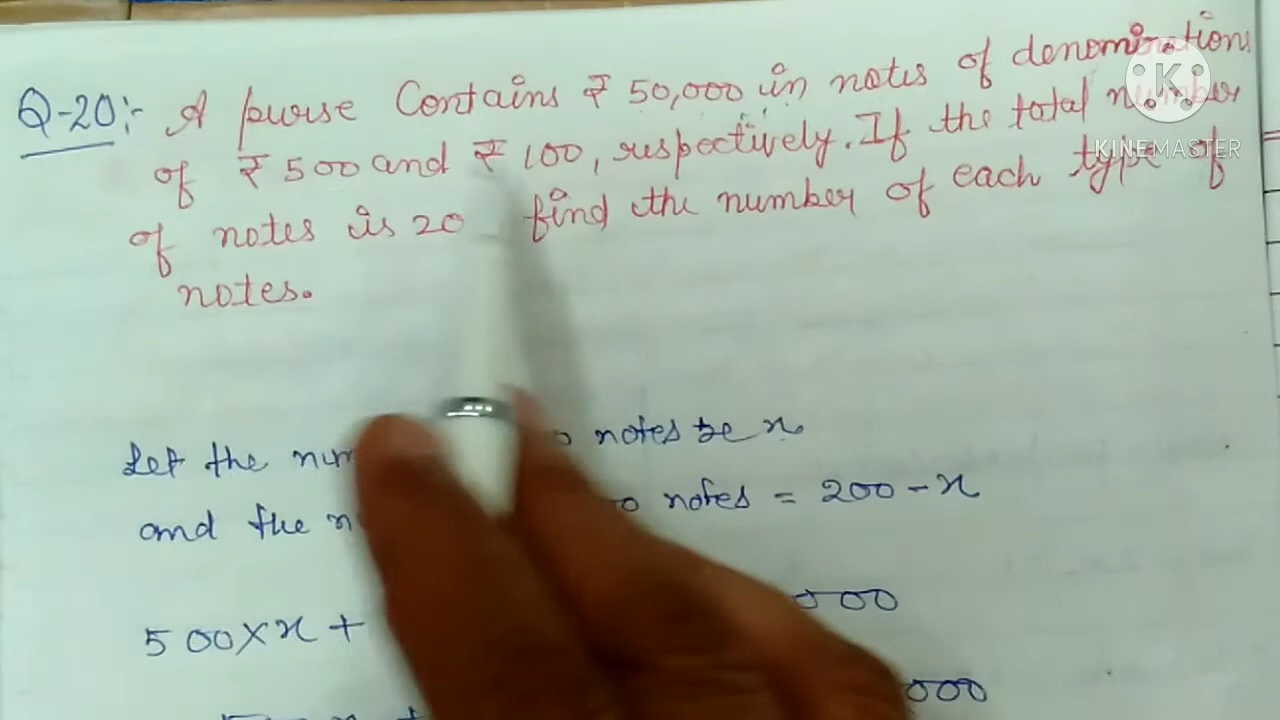 Q-20:- A purse Contains ₹ 50,000 in notes of denominations
of ₹ 500 and ₹ 100, respectively. If the total number
of notes is 20 find the number of each type of
notes.
Let the num notes be x
and the n notes = 200 - x
500 × x + 000
000
K
KINEMASTER